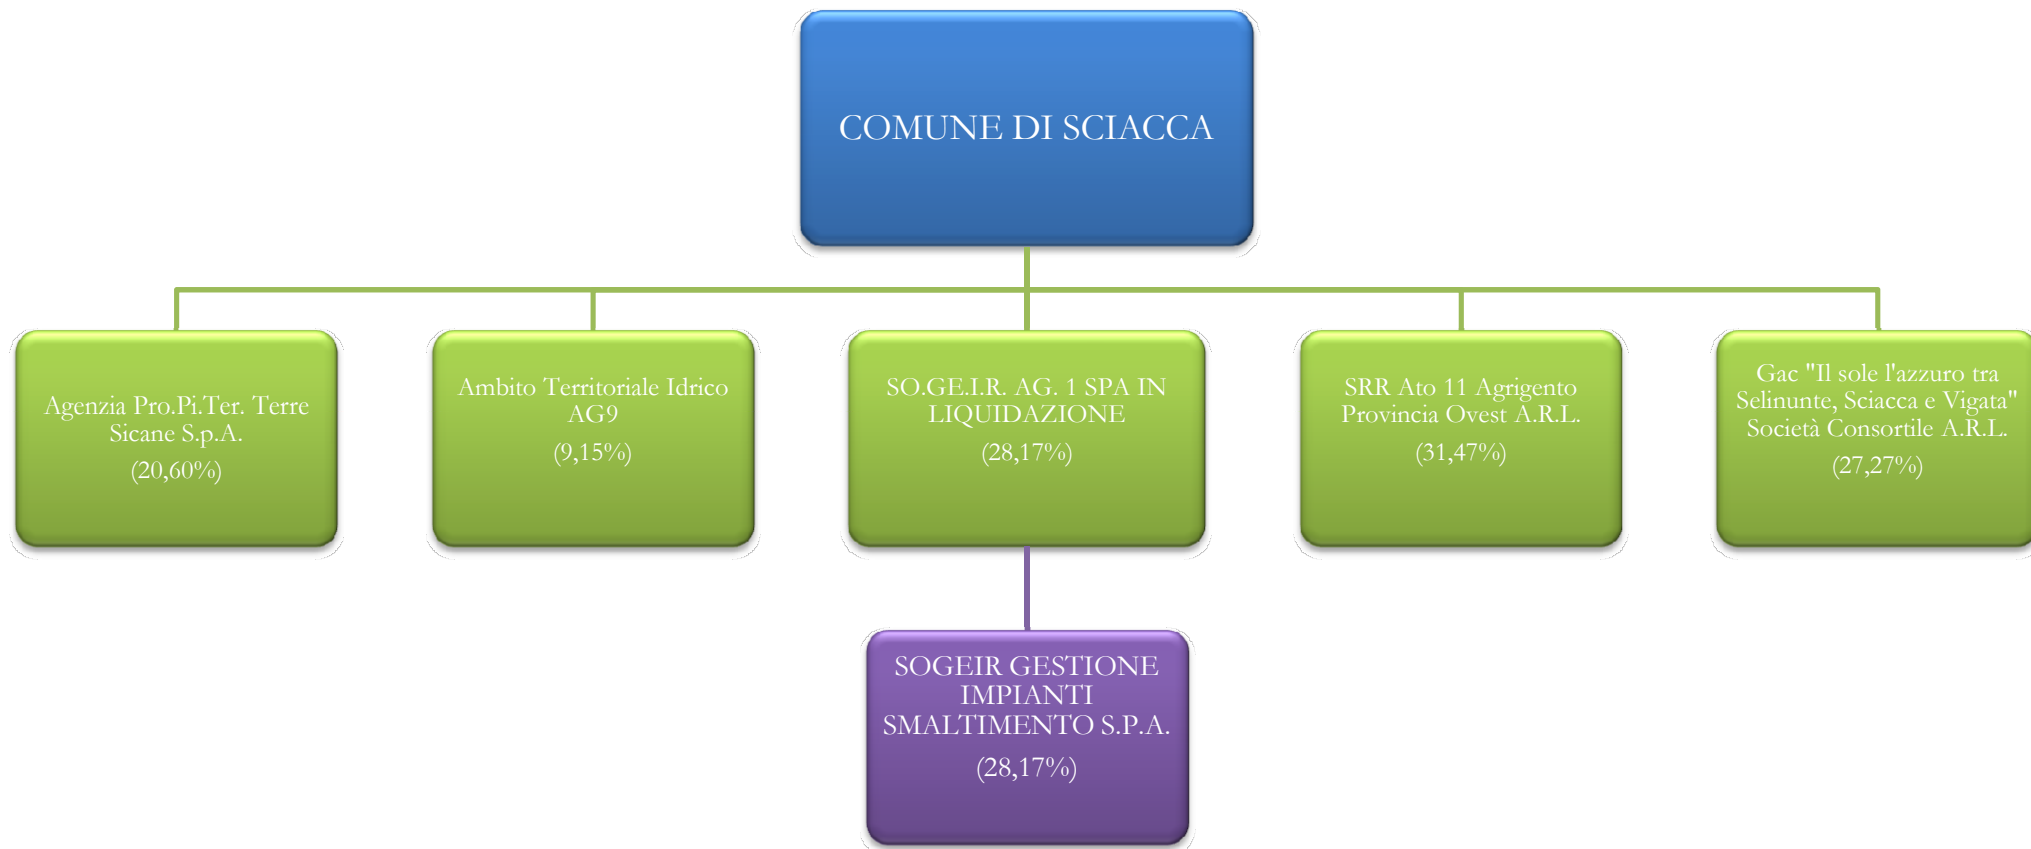 COMUNE DI SCIACCA
Agenzia Pro.Pi.Ter. Terre
Sicane S.p.A.
(20,60%)
Ambito Territoriale Idrico
AG9
(9,15%)
SO.GE.I.R. AG. 1 SPA IN
LIQUIDAZIONE
(28,17%)
SRR Ato 11 Agrigento
Provincia Ovest A.R.L.
(31,47%)
Gac "Il sole l'azzuro tra
Selinunte, Sciacca e Vigata"
Società Consortile A.R.L.
(27,27%)
SOGEIR GESTIONE
IMPIANTI
SMALTIMENTO S.P.A.
(28,17%)